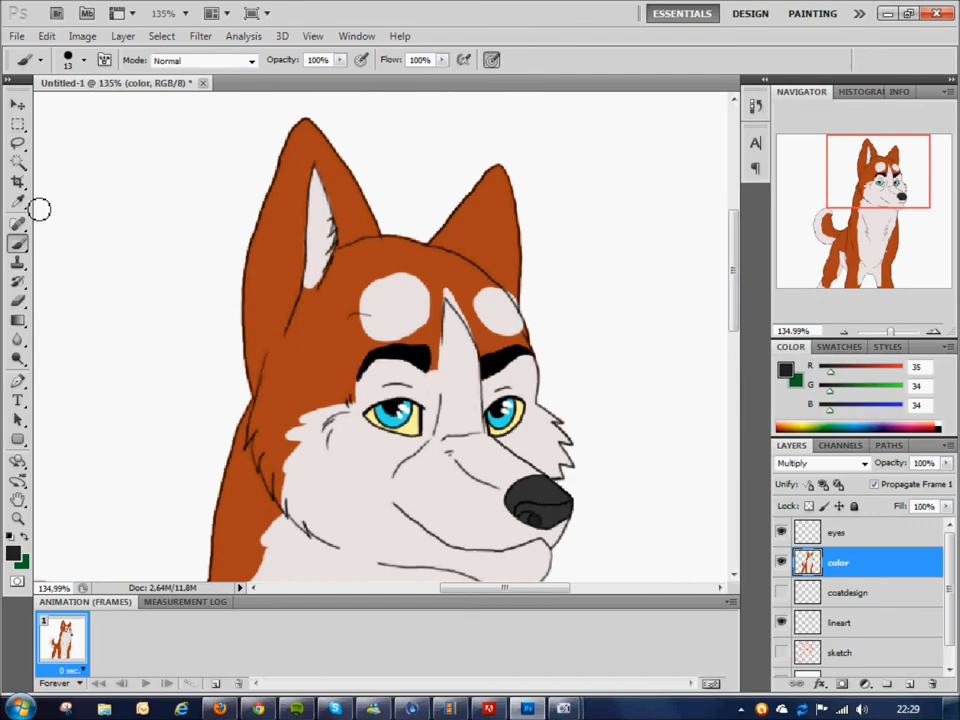 Ps Br Mb 135% ESSENTIALS DESIGN PAINTING
File Edit Image Layer Select Filter Analysis 3D View Window Help
13 Mode: Normal Opacity: 100% Flow: 100%
Untitled-1 @ 135% (color, RGB/8) *
NAVIGATOR HISTOGRAM INFO
134,99%
COLOR SWATCHES STYLES
R 35
G 34
B 34
LAYERS CHANNELS PATHS
Multiply Opacity: 100%
Unify: Propagate Frame 1
Lock: Fill: 100%
eyes
color
coatdesign
lineart
sketch
134,99% Doc: 2,64M/11,8M
ANIMATION (FRAMES) MEASUREMENT LOG
1
0 sec.
Forever
22:29